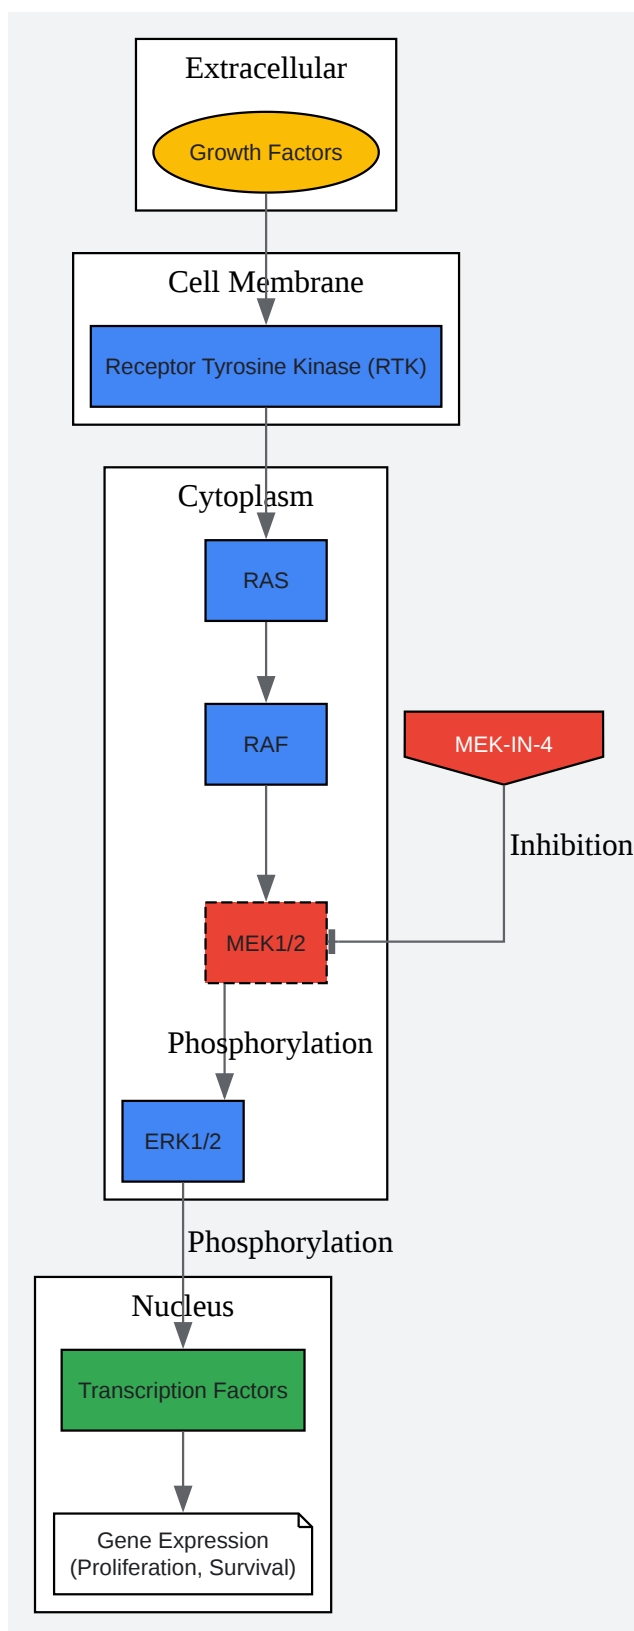 Extracellular
Growth Factors
Cell Membrane
Receptor Tyrosine Kinase (RTK)
Cytoplasm
RAS
RAF
MEK-IN-4
Inhibition
MEK1/2
Phosphorylation
ERK1/2
Phosphorylation
Nucleus
Transcription Factors
Gene Expression
(Proliferation, Survival)